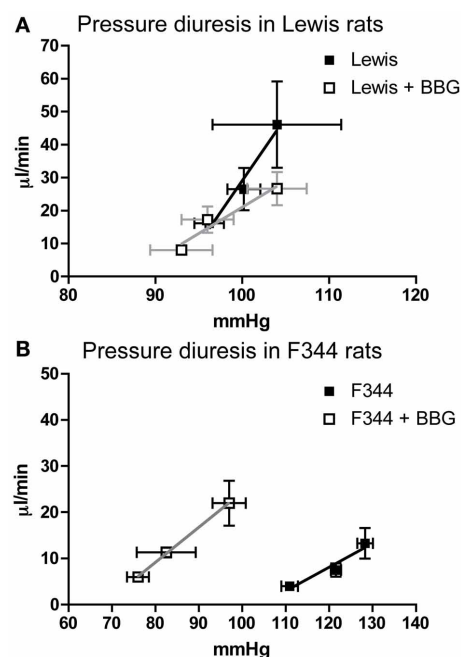 A Pressure diuresis in Lewis rats
70
60
50
40
30
20
10
0
µl/min
Lewis
Lewis + BBG
80 90 100 110 120
mmHg
B Pressure diuresis in F344 rats
50
40
30
20
10
0
µl/min
F344
F344 + BBG
60 70 80 90 100 110 120 130 140
mmHg